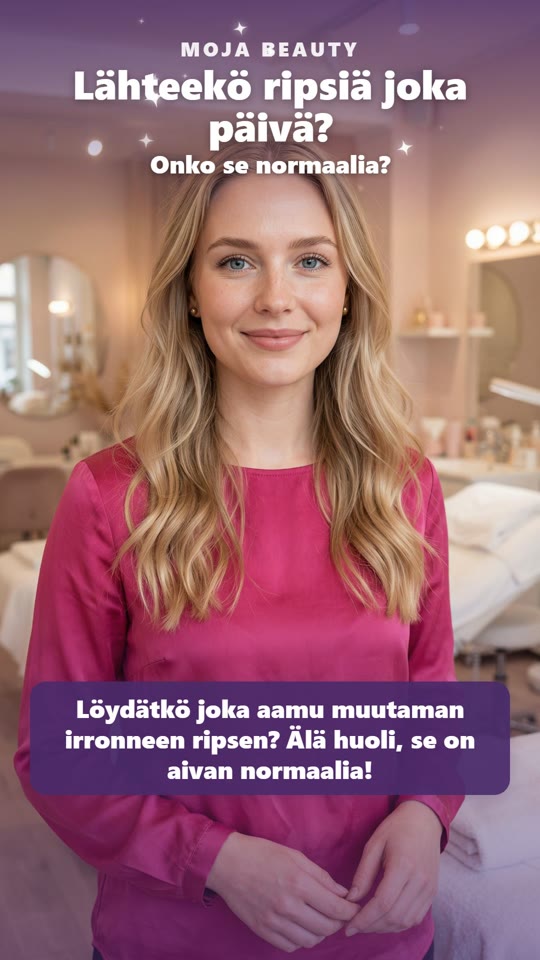 MOJA BEAUTY
Lähteekö ripsiä joka
päivä?
Onko se normaalia?
Löydätkö joka aamu muutaman
irronneen ripsen? Älä huoli, se on
aivan normaalia!